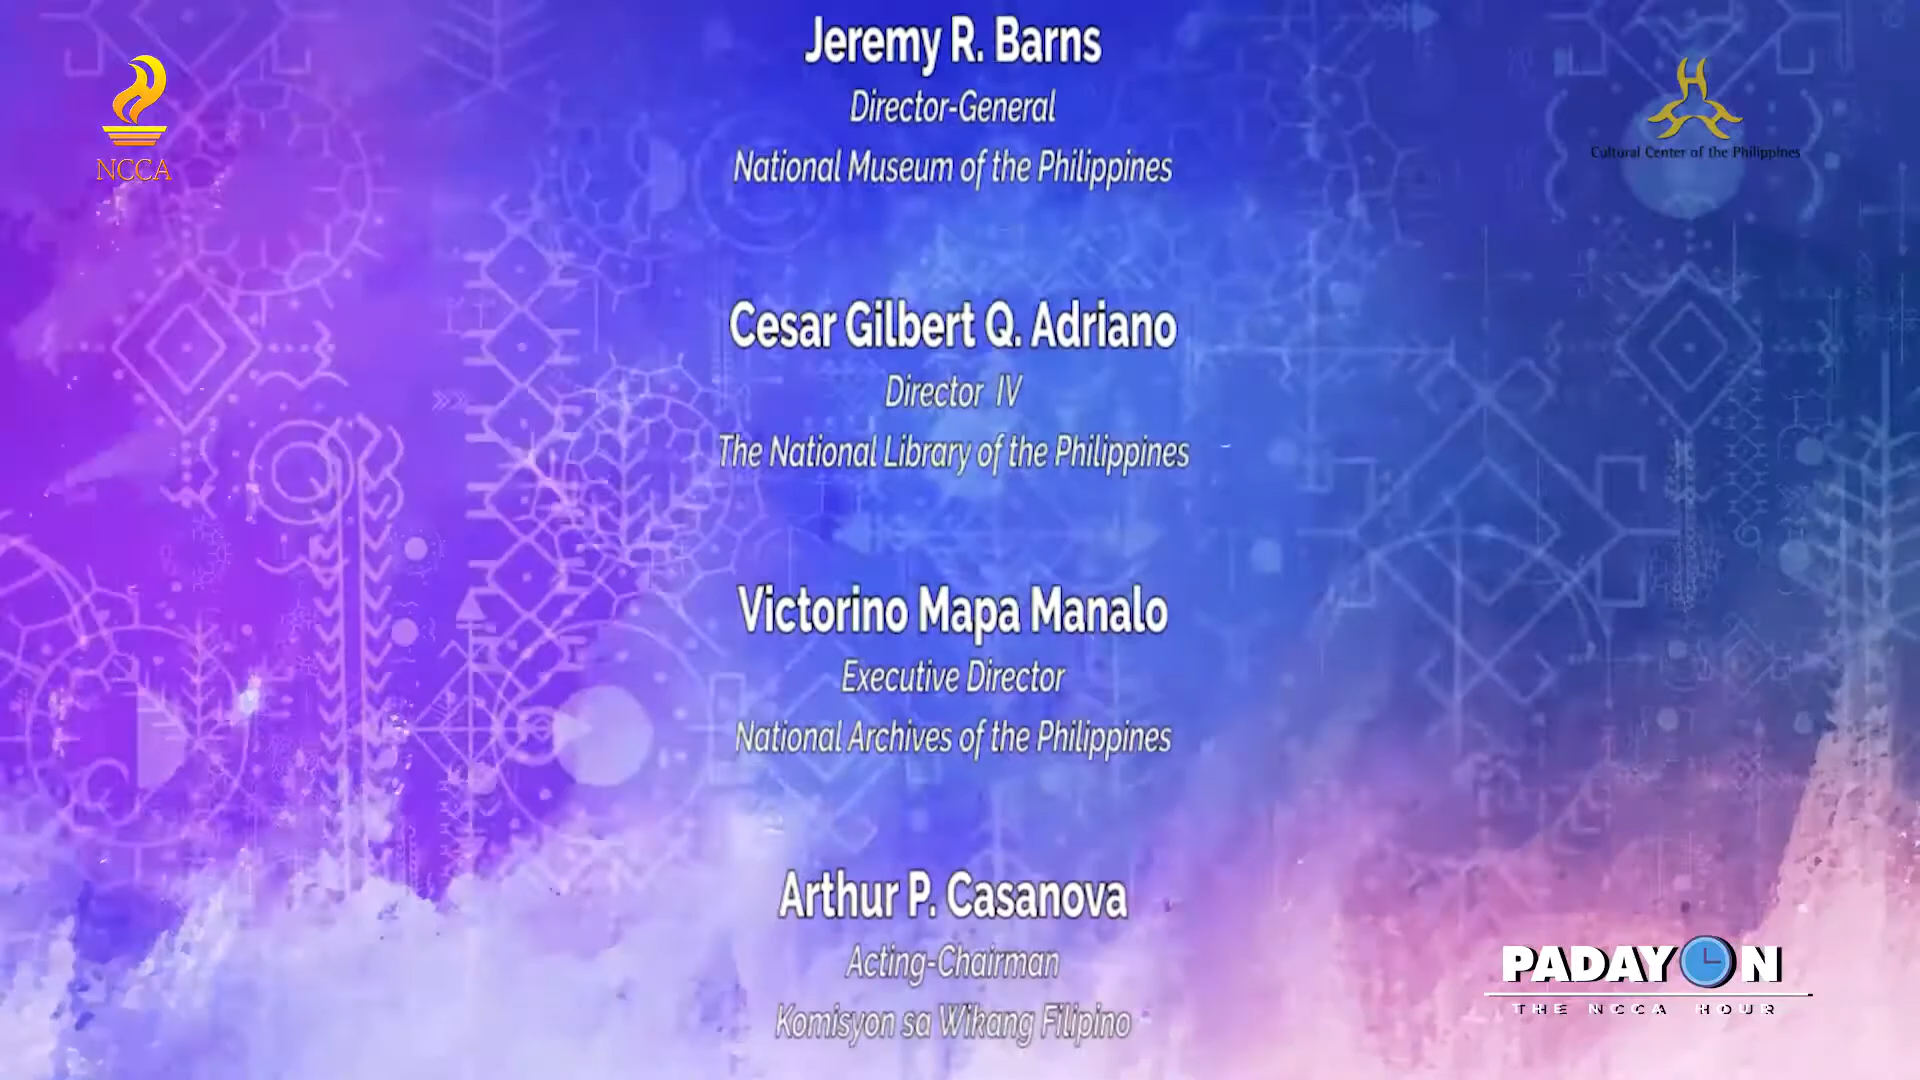 Jeremy R. Barns
Director-General
National Museum of the Philippines
NCCA
Cultural Center of the Philippines
Cesar Gilbert Q. Adriano
Director IV
The National Library of the Philippines
Victorino Mapa Manalo
Executive Director
National Archives of the Philippines
Arthur P. Casanova
Acting-Chairman
Komisyon sa Wikang Filipino
PADAYON
THE NCCA HOUR